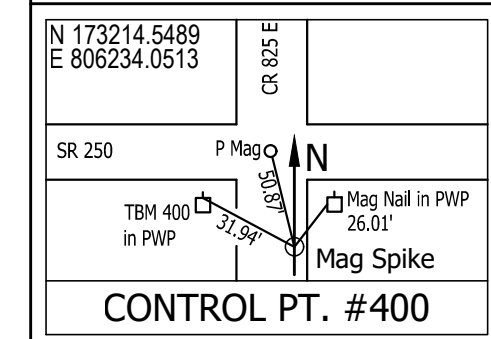 N 173214.5489
E 806234.0513
CR 825 E
SR 250
P Mag
N
50.87'
TBM 400
in PWP
31.94'
Mag Nail in PWP
26.01'
Mag Spike
CONTROL PT. #400